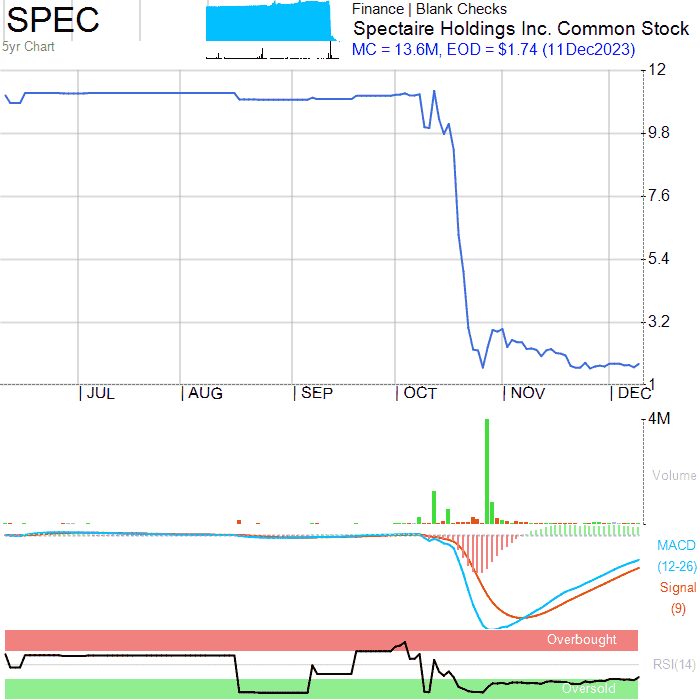 SPEC
5yr Chart
Finance | Blank Checks
Spectaire Holdings Inc. Common Stock
MC = 13.6M, EOD = $1.74 (11Dec2023)
12
9.8
7.6
5.4
3.2
1
JUL
AUG
SEP
OCT
NOV
DEC
4M
Volume
MACD
(12-26)
Signal
(9)
Overbought
RSI(14)
Oversold